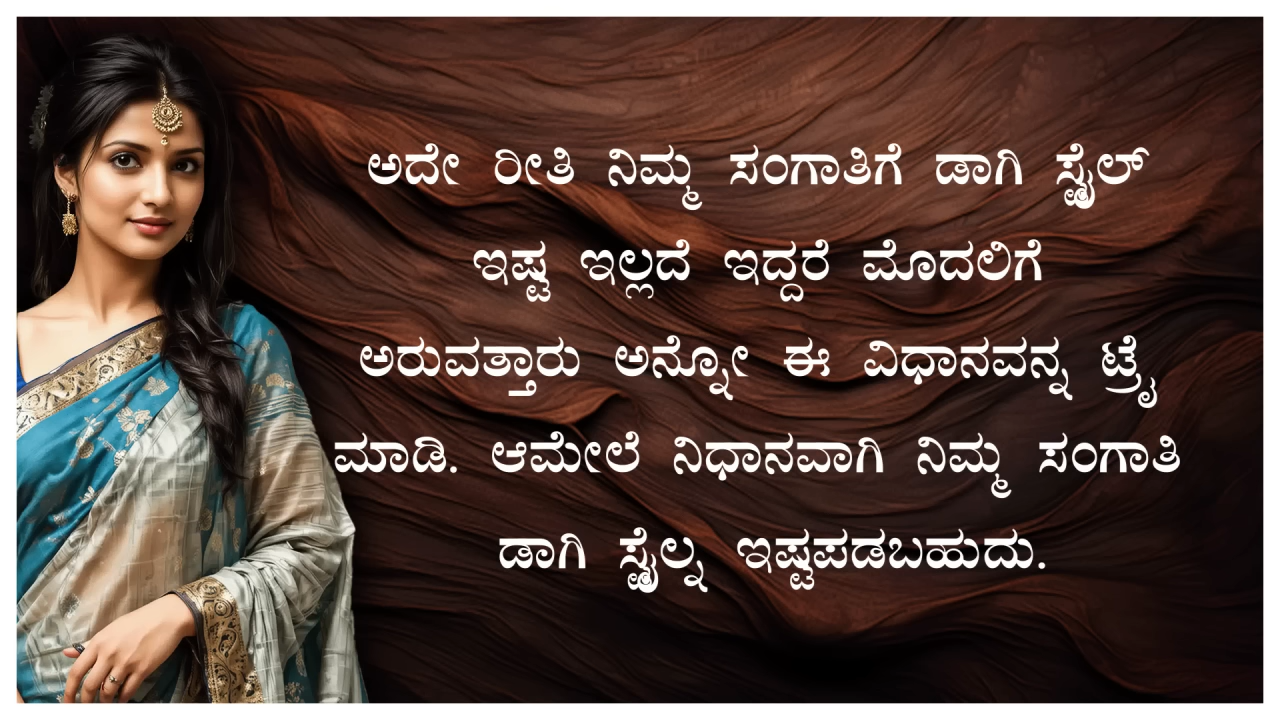 ಅದೇ ರೀತಿ ನಿಮ್ಮ ಸಂಗಾತಿಗೆ ಡಾಗಿ ಸ್ಟೈಲ್
ಇಷ್ಟ ಇಲ್ಲದೆ ಇದ್ದರೆ ಮೊದಲಿಗೆ
ಅರುವತ್ತಾರು ಅನ್ನೋ ಈ ವಿಧಾನವನ್ನ ಟ್ರೈ
ಮಾಡಿ. ಆಮೇಲೆ ನಿಧಾನವಾಗಿ ನಿಮ್ಮ ಸಂಗಾತಿ
ಡಾಗಿ ಸ್ಟೈಲ್ನ ಇಷ್ಟಪಡಬಹುದು.